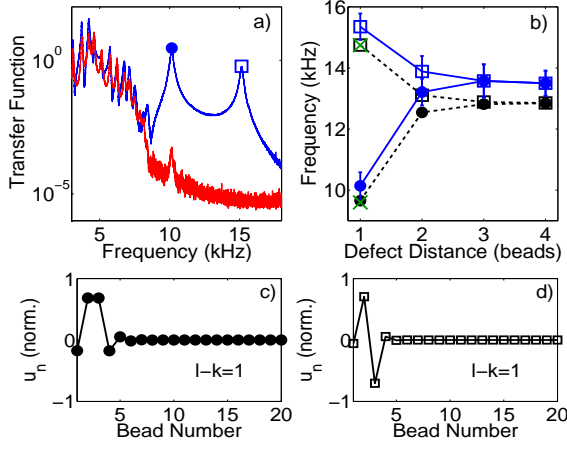 a)
10^0
10^-5
Transfer Function
5 10 15
Frequency (kHz)
b)
16
14
12
10
Frequency (kHz)
1 2 3 4
Defect Distance (beads)
c)
1
0
−1
u_n (norm.)
l−k=1
5 10 15 20
Bead Number
d)
1
0
−1
u_n (norm.)
l−k=1
5 10 15 20
Bead Number